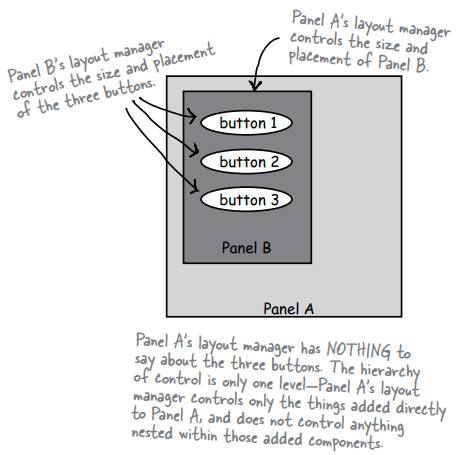 Panel A's layout manager
controls the size and
placement of Panel B.
Panel B's layout manager
controls the size and placement
of the three buttons.
button 1
button 2
button 3
Panel B
Panel A
Panel A's layout manager has NOTHING to
say about the three buttons. The hierarchy
of control is only one level—Panel A's layout
manager controls only the things added directly
to Panel A, and does not control anything
nested within those added components.